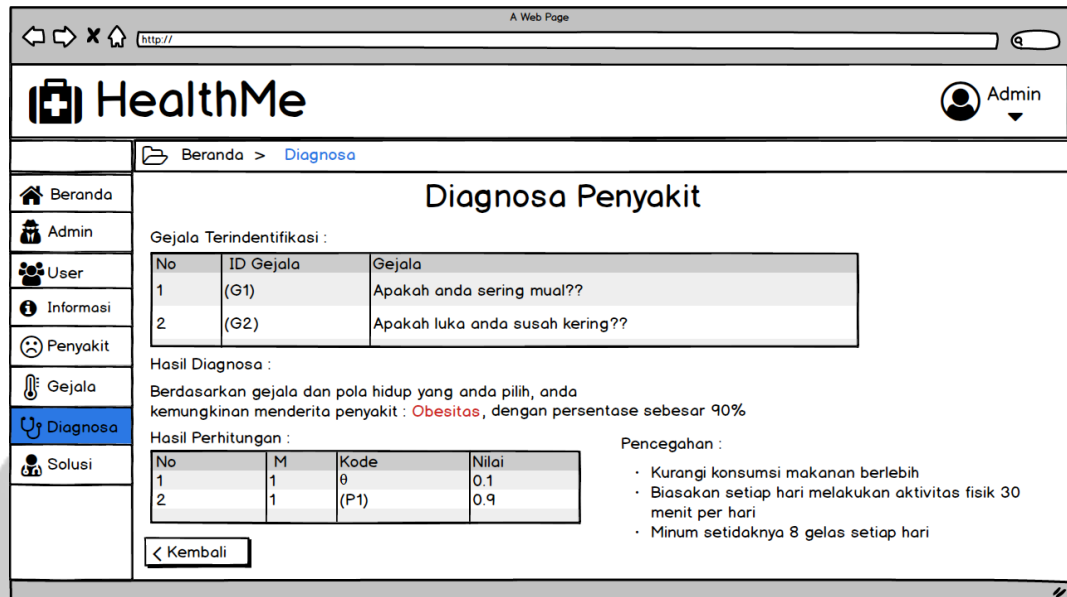 A Web Page
http://
HealthMe
Admin
Beranda > Diagnosa
Beranda
Admin
User
Informasi
Penyakit
Gejala
Diagnosa
Solusi
Diagnosa Penyakit
Gejala Terindentifikasi :
No ID Gejala Gejala
1 (G1) Apakah anda sering mual??
2 (G2) Apakah luka anda susah kering??
Hasil Diagnosa :
Berdasarkan gejala dan pola hidup yang anda pilih, anda
kemungkinan menderita penyakit : Obesitas, dengan persentase sebesar 90%
Hasil Perhitungan :
No M Kode Nilai
1 1 θ 0.1
2 1 (P1) 0.9
Pencegahan :
· Kurangi konsumsi makanan berlebih
· Biasakan setiap hari melakukan aktivitas fisik 30
menit per hari
· Minum setidaknya 8 gelas setiap hari
< Kembali